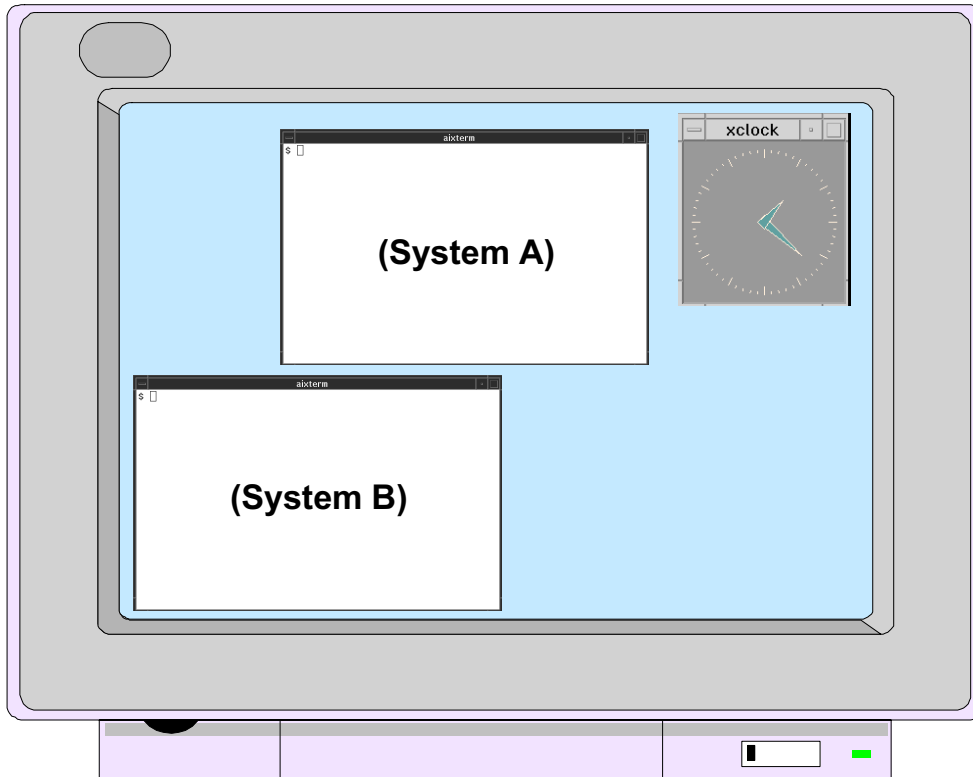 aixterm
xclock
$
(System A)
aixterm
$
(System B)